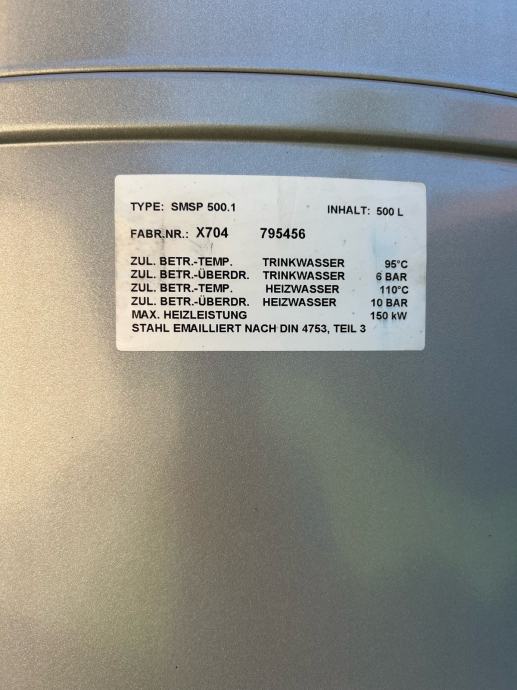 TYPE: SMSP 500.1 INHALT: 500 L
FABR.NR.: X704 795456
ZUL. BETR.-TEMP. TRINKWASSER 95°C
ZUL. BETR.-ÜBERDR. TRINKWASSER 6 BAR
ZUL. BETR.-TEMP. HEIZWASSER 110°C
ZUL. BETR.-ÜBERDR. HEIZWASSER 10 BAR
MAX. HEIZLEISTUNG 150 kW
STAHL EMAILLIERT NACH DIN 4753, TEIL 3